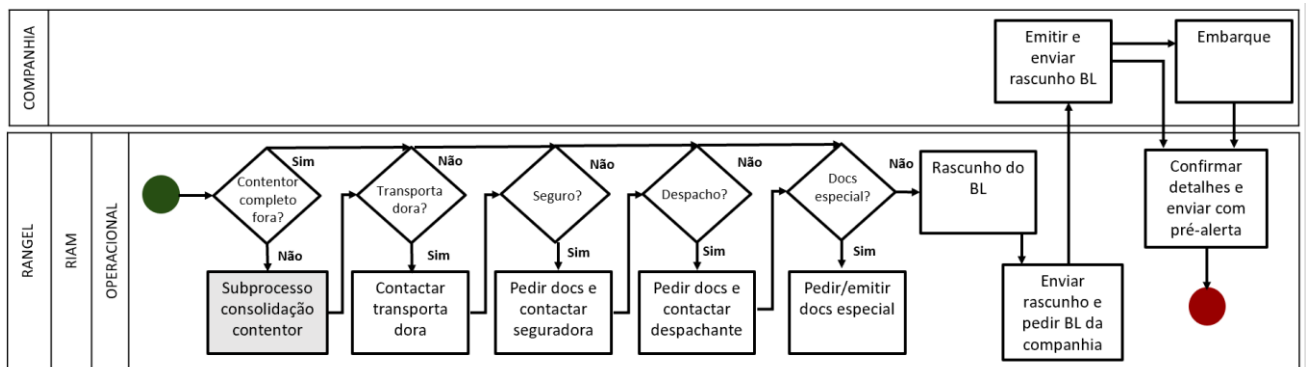 COMPANHIA
Emitir e
enviar
rascunho BL
Embarque
RANGEL
RIAM
OPERACIONAL
Contentor
completo
fora?
Sim
Não
Subprocesso
consolidação
contentor
Transporta
dora?
Não
Sim
Contactar
transporta
dora
Seguro?
Não
Sim
Pedir docs e
contactar
seguradora
Despacho?
Não
Sim
Pedir docs e
contactar
despachante
Docs
especial?
Não
Sim
Pedir/emitir
docs especial
Rascunho do
BL
Enviar
rascunho e
pedir BL da
companhia
Confirmar
detalhes e
enviar com
pré-alerta